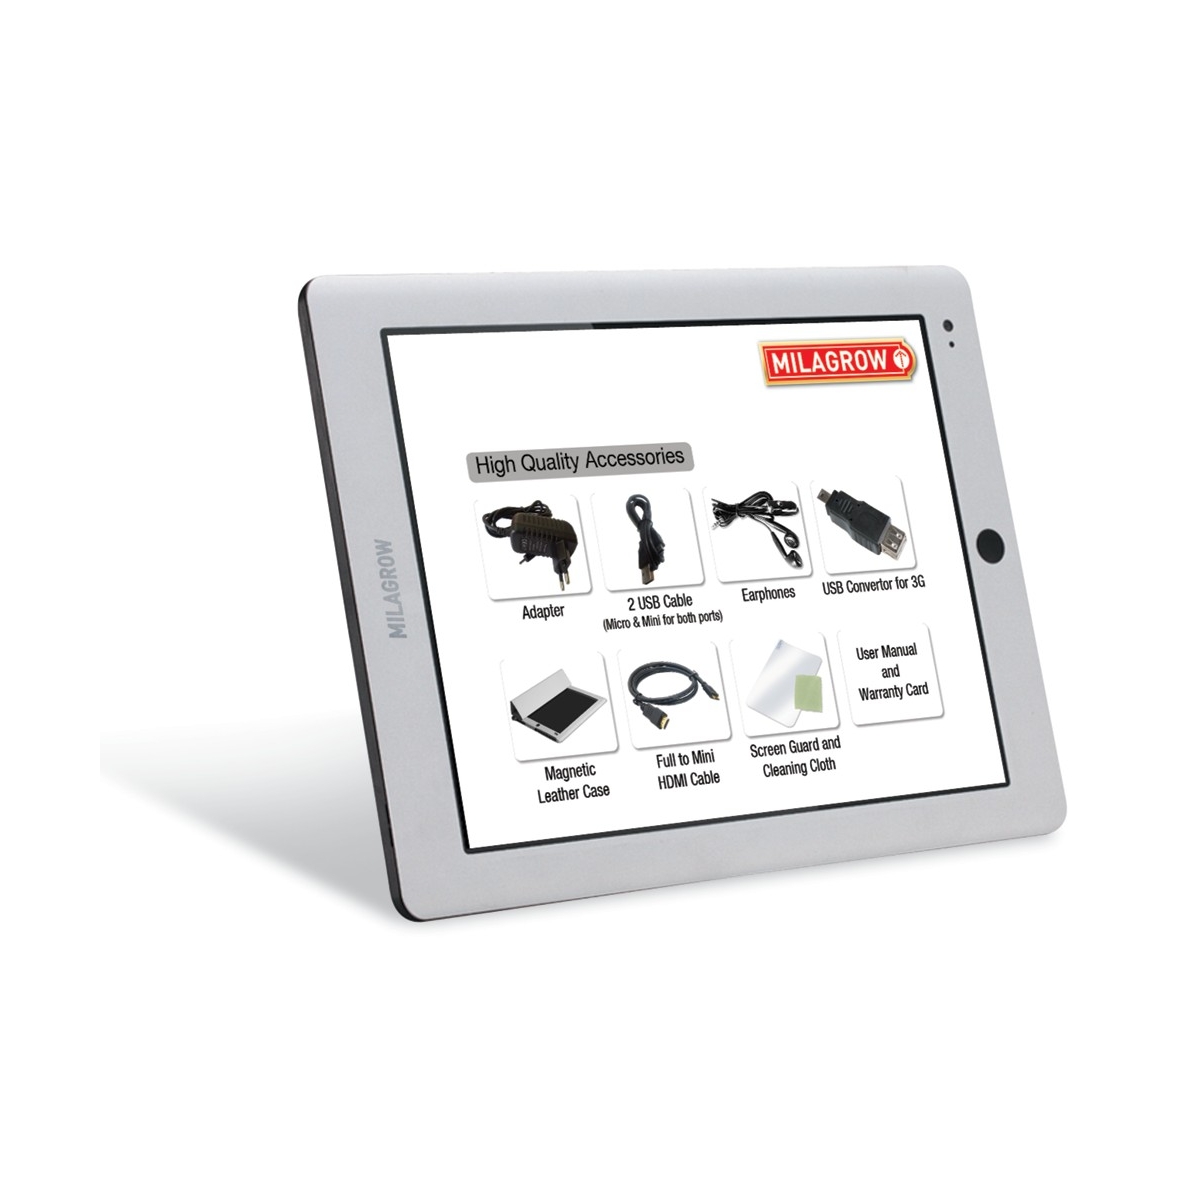 MILAGROW
High Quality Accessories
Adapter
2 USB Cable
(Micro & Mini for both ports)
Earphones
USB Convertor for 3G
Magnetic
Leather Case
Full to Mini
HDMI Cable
Screen Guard and
Cleaning Cloth
User Manual
and
Warranty Card
MILAGROW